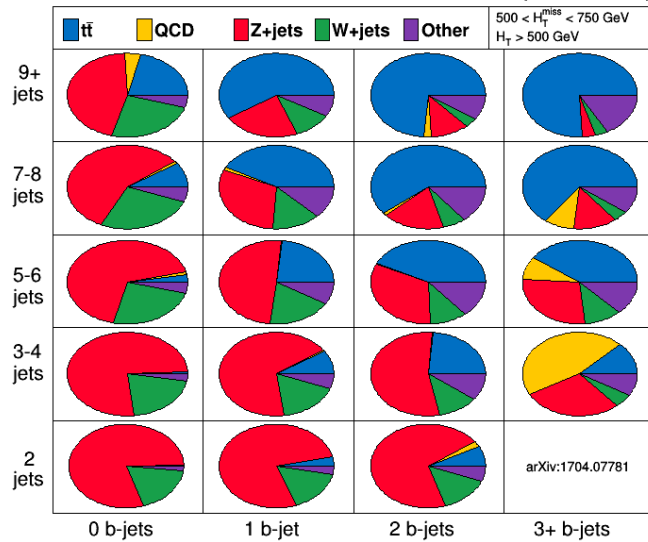 tt̄ QCD Z+jets W+jets Other
500 < H_T^miss < 750 GeV
H_T > 500 GeV
9+
jets
7-8
jets
5-6
jets
3-4
jets
2
jets
arXiv:1704.07781
0 b-jets 1 b-jet 2 b-jets 3+ b-jets